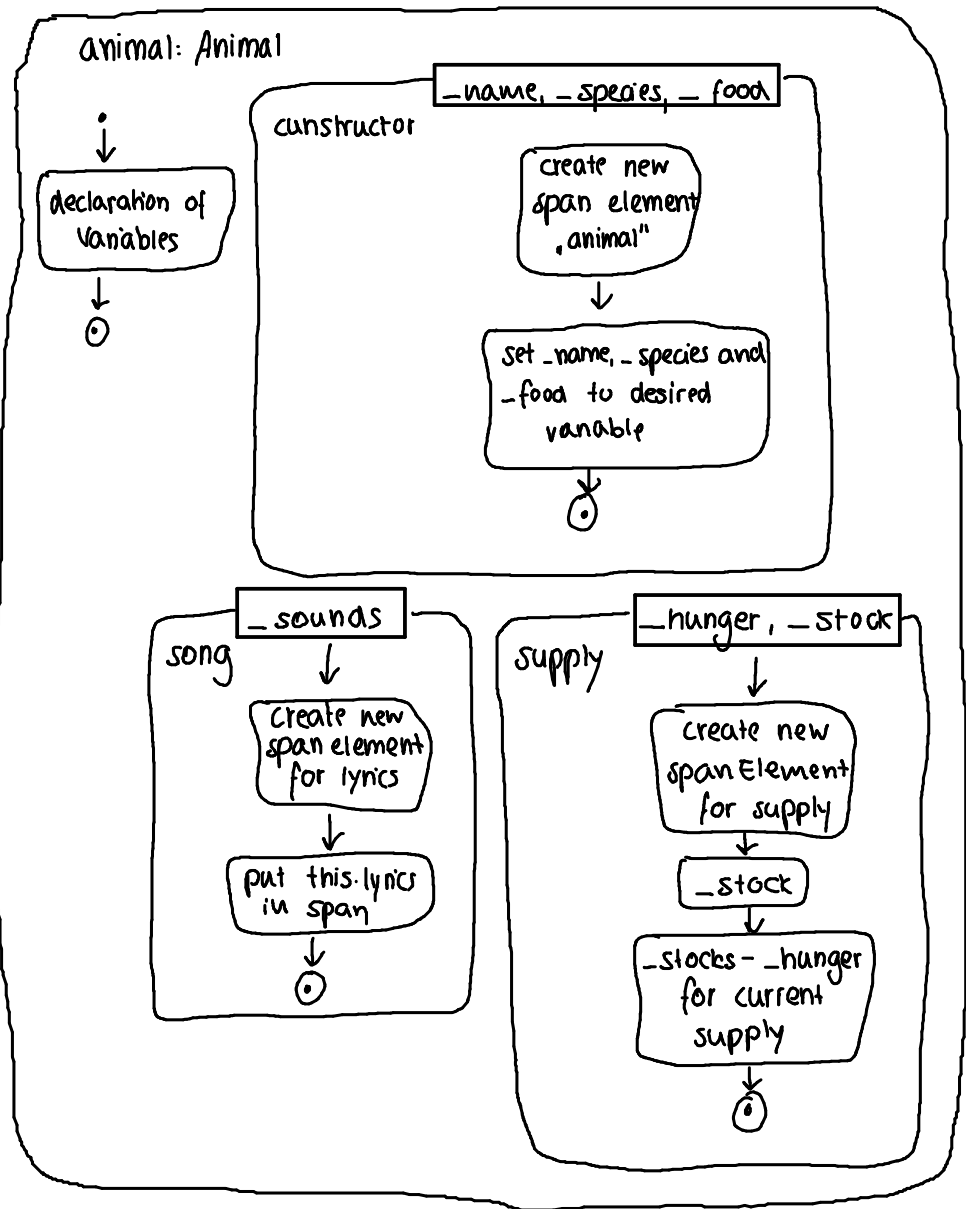 animal: Animal
declaration of
Variables
_name, _species, _food
cunstructor
create new
span element
„animal"
set _name, _species and
_food to desired
variable
_sounds
song
create new
span element
for lyrics
put this.lyrics
in span
_hunger, _stock
supply
create new
span Element
for supply
_stock
_stocks - _hunger
for current
supply